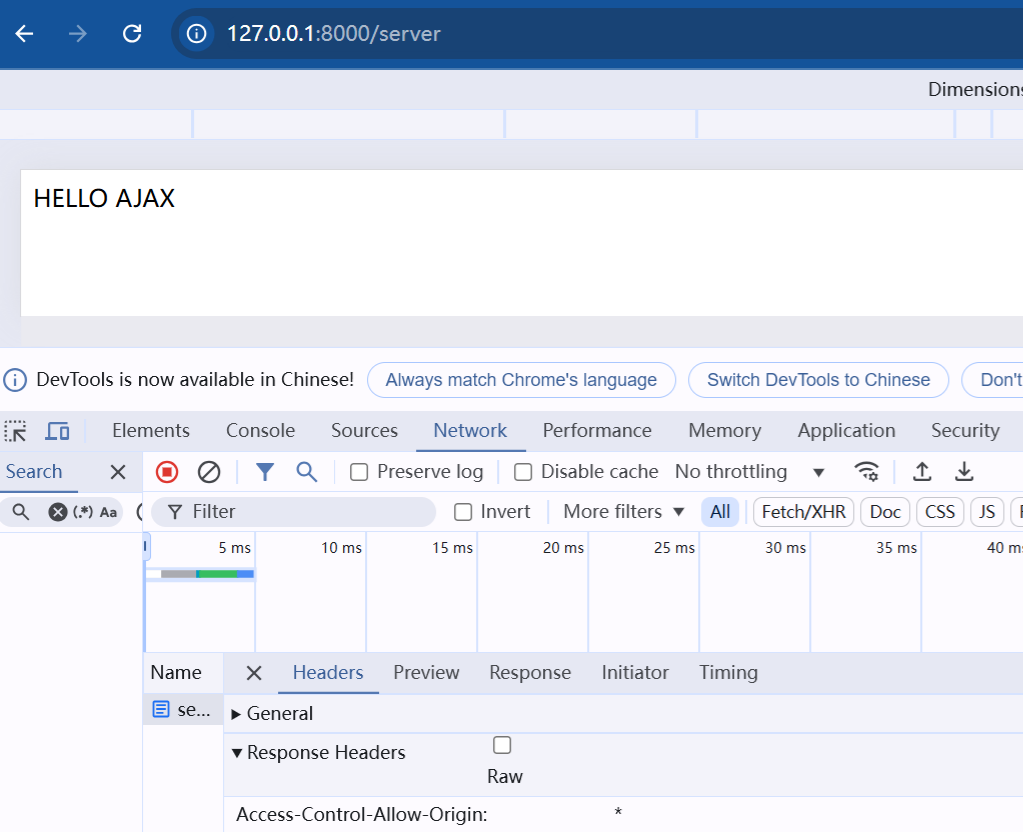 127.0.0.1:8000/server
Dimensions
HELLO AJAX
DevTools is now available in Chinese! Always match Chrome's language Switch DevTools to Chinese Don't
Elements Console Sources Network Performance Memory Application Security
Search Preserve log Disable cache No throttling
(.*) Aa Filter Invert More filters All Fetch/XHR Doc CSS JS
5 ms 10 ms 15 ms 20 ms 25 ms 30 ms 35 ms 40 ms
Name Headers Preview Response Initiator Timing
se... General
Response Headers
Raw
Access-Control-Allow-Origin: *